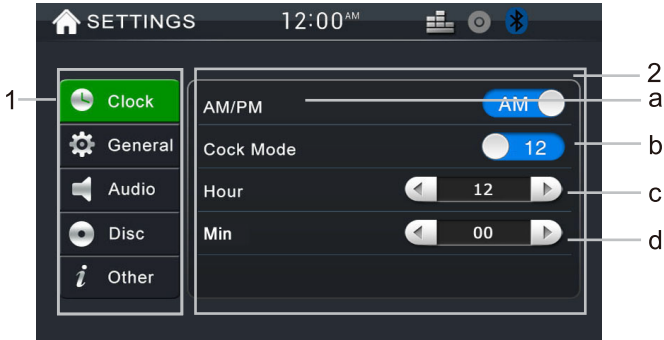 SETTINGS 12:00AM
2
1 Clock AM/PM AM a
General Cock Mode 12 b
Audio Hour 12 c
Disc Min 00 d
i Other